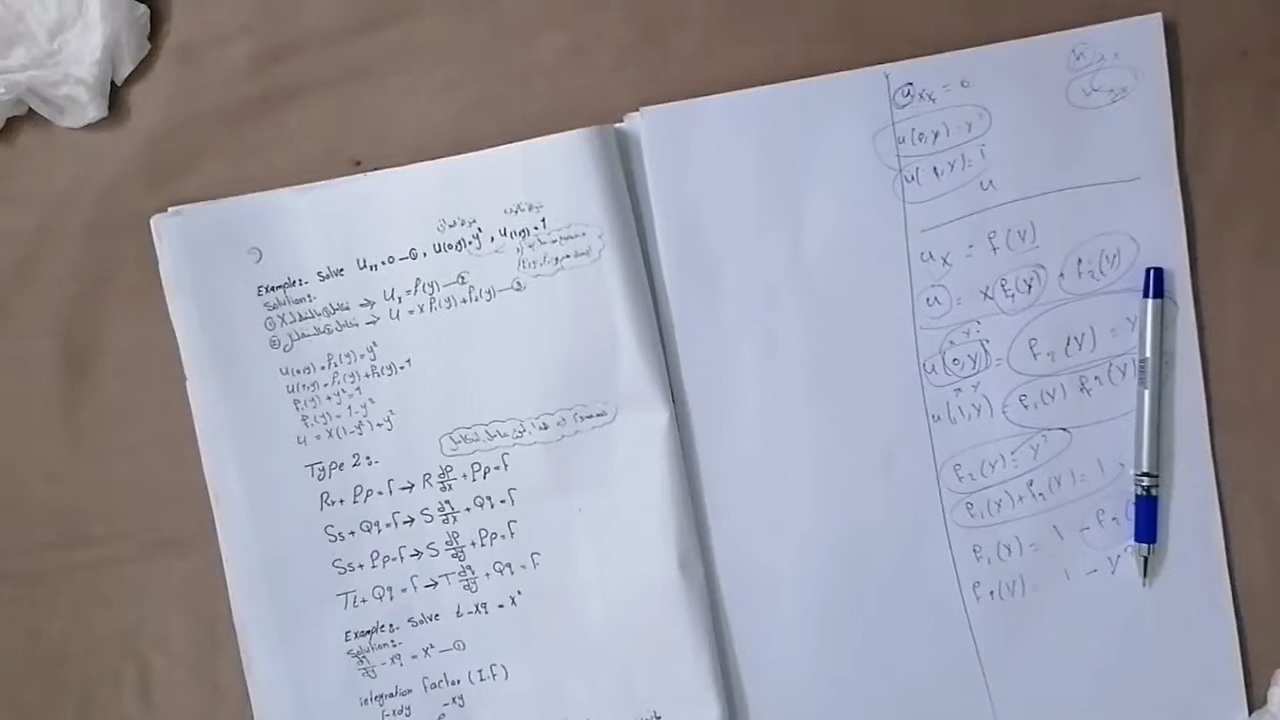 Example:- Solve Uxx=0-①, U(0,y)=y², U(1,y)=1
Solution:-
→ Ux=f(y)-②
→ U=xf₁(y)+f₂(y)-③
U(0,y)=f₂(y)=y²
U(1,y)=f₁(y)+f₂(y)=1
f₁(y)+y²=1
f₁(y)=1-y²
U=x(1-y²)+y²
Type 2:-
Rr+Pp=f→R dp/dx+Pp=f
Ss+Qq=f→S dq/dx+Qq=f
Ss+Pp=f→S dp/dy+Pp=f
Tt+Qq=f→T dq/dy+Qq=f
Example:- Solve t-xq=x²
Solution:-
dq/dy-xq=x²-①
integration factor (I.f)
uxx=0
u(0,y)=y²
u(1,y)=1
u
ux=f(y)
u=xf₁(y)+f₂(y)
u(0,y)=f₂(y)=y
u(1,y)=f₁(y) f₂(y)
f₂(y)=y²
f₁(y)+f₂(y)=1
f₁(y)=1-f₂(
f₁(y)=1-y²